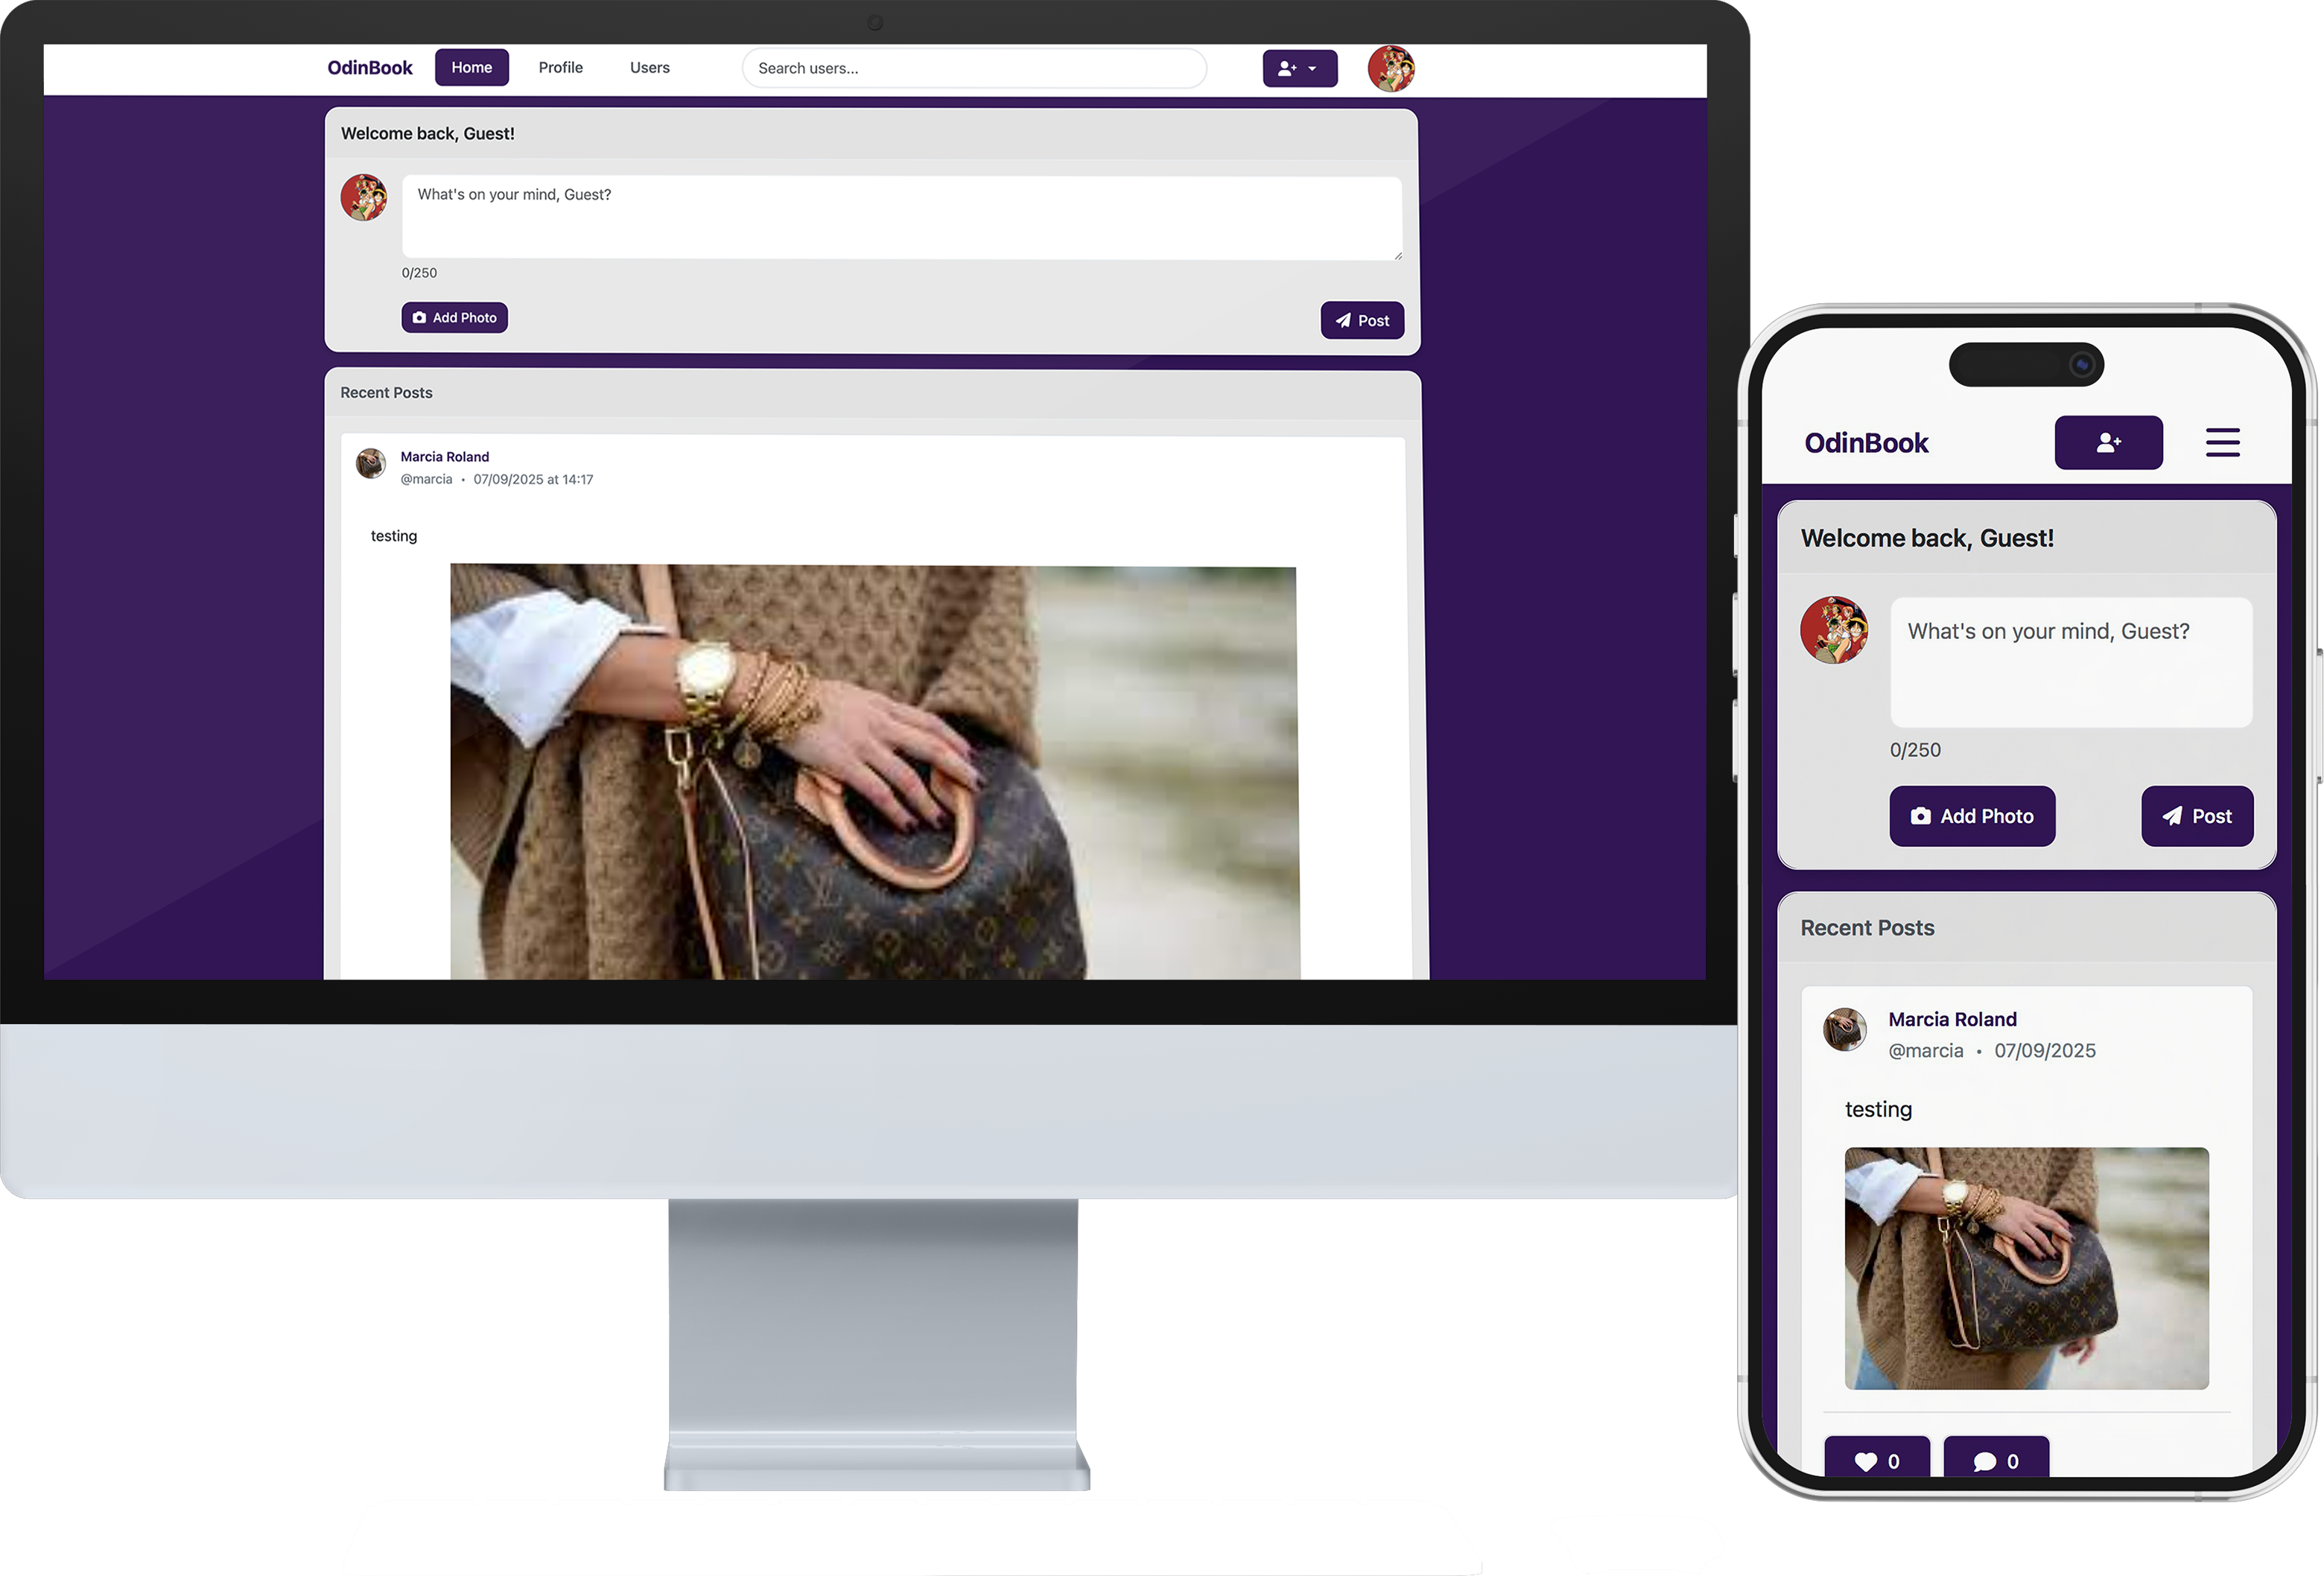 OdinBook Home Profile Users Search users...
Welcome back, Guest!
What's on your mind, Guest?
0/250
Add Photo Post
Recent Posts
Marcia Roland
@marcia • 07/09/2025 at 14:17
testing
OdinBook
Welcome back, Guest!
What's on your mind, Guest?
0/250
Add Photo Post
Recent Posts
Marcia Roland
@marcia • 07/09/2025
testing
0 0